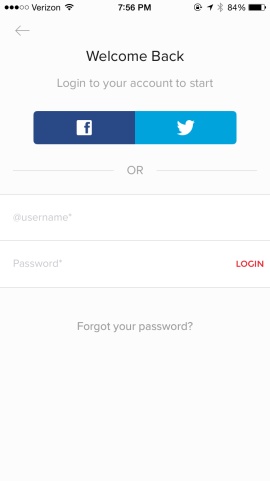 Verizon 7:56 PM 84%
Welcome Back
Login to your account to start
f
OR
@username*
Password* LOGIN
Forgot your password?